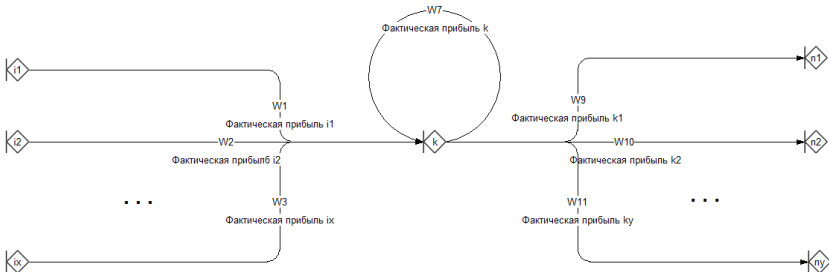 W7
Фактическая прибыль k
i1
n1
W1
W9
Фактическая прибыль i1
Фактическая прибыль k1
i2
W2
k
W10
n2
Фактическая прибылб i2
Фактическая прибыль k2
. . .
W3
W11
. . .
Фактическая прибыль ix
Фактическая прибыль ky
ix
ny